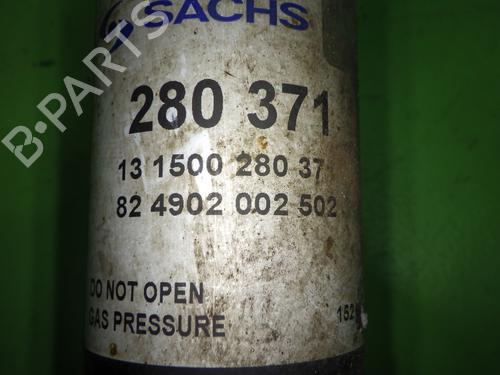 SACHS
280 371
13 1500 280 37
82 4902 002 502
DO NOT OPEN
GAS PRESSURE
B-PARTS